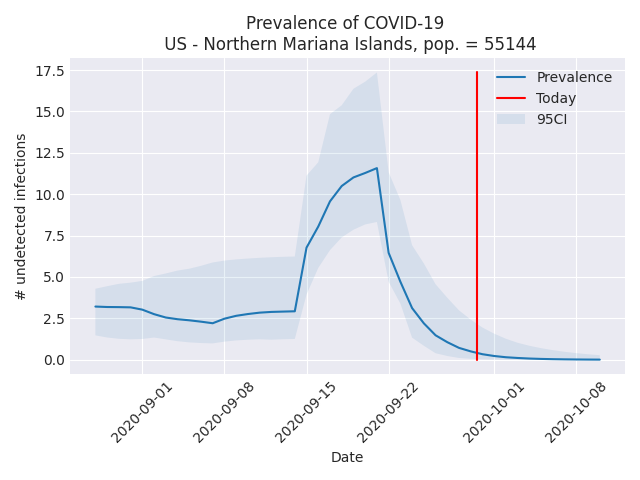 Prevalence of COVID-19
US - Northern Mariana Islands, pop. = 55144
17.5
15.0
12.5
10.0
7.5
5.0
2.5
0.0
# undetected infections
Prevalence
Today
95CI
2020-09-01
2020-09-08
2020-09-15
2020-09-22
2020-10-01
2020-10-08
Date